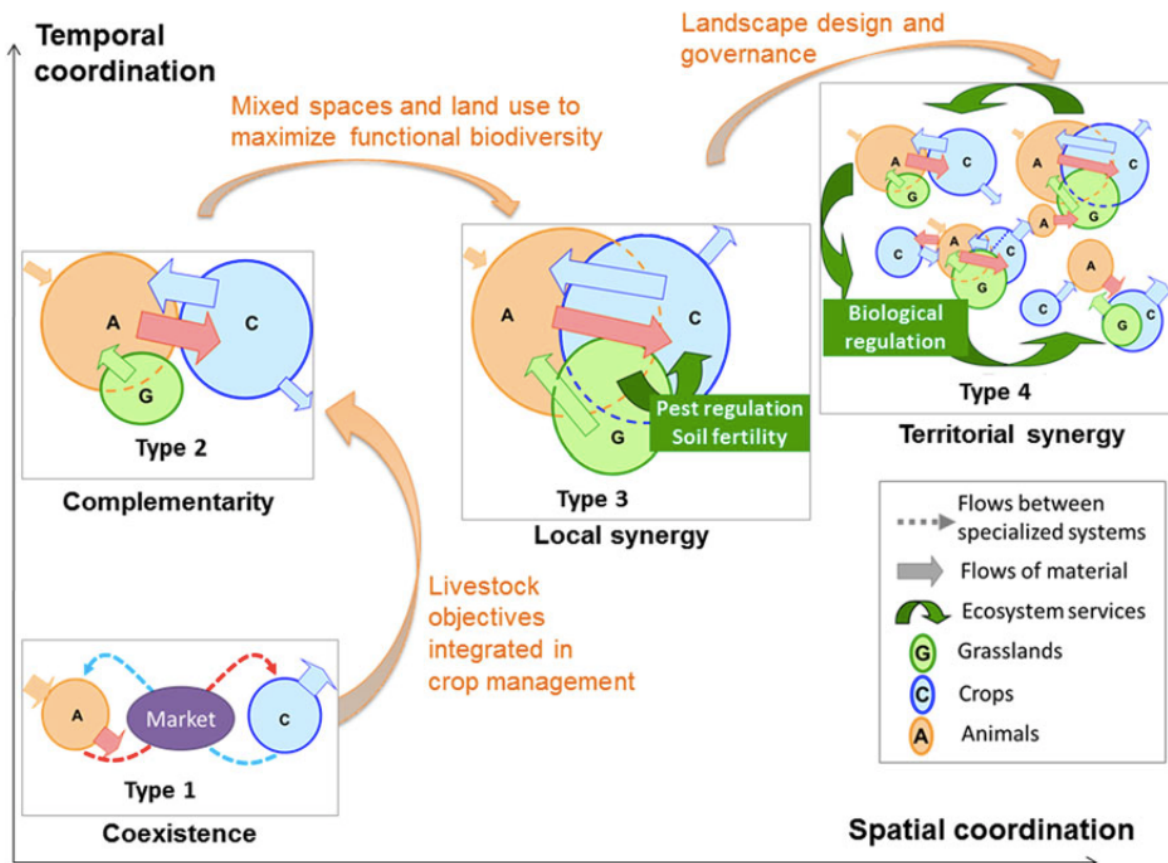 Temporal
coordination
Landscape design and
governance
Mixed spaces and land use to
maximize functional biodiversity
A
C
G
Type 2
Complementarity
A
C
G
Pest regulation
Soil fertility
Type 3
Local synergy
A
C
G
A
C
G
A
C
A
C
G
A
C
G
C
Biological
regulation
Type 4
Territorial synergy
Livestock
objectives
integrated in
crop management
A
Market
C
Type 1
Coexistence
Flows between
specialized systems
Flows of material
Ecosystem services
G Grasslands
C Crops
A Animals
Spatial coordination